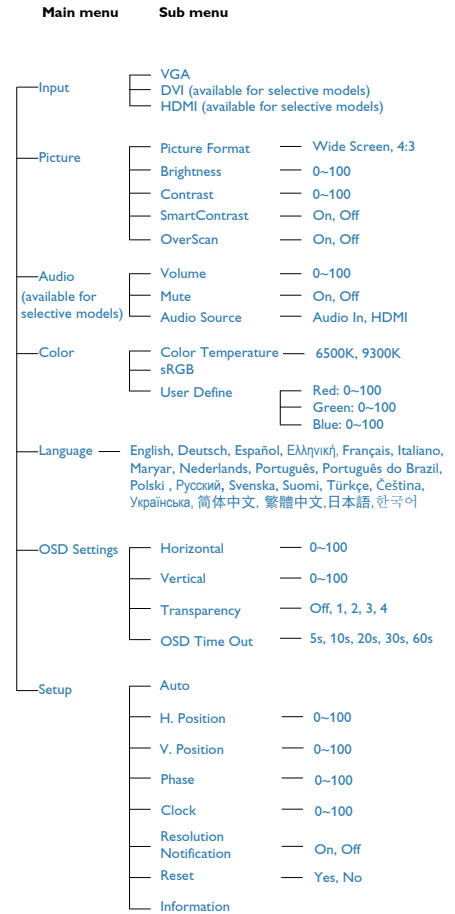 Main menu Sub menu
Input
VGA
DVI (available for selective models)
HDMI (available for selective models)
Picture
Picture Format Wide Screen, 4:3
Brightness 0~100
Contrast 0~100
SmartContrast On, Off
OverScan On, Off
Audio
(available for
selective models)
Volume 0~100
Mute On, Off
Audio Source Audio In, HDMI
Color
Color Temperature 6500K, 9300K
sRGB
User Define
Red: 0~100
Green: 0~100
Blue: 0~100
Language
English, Deutsch, Español, Ελληνική, Français, Italiano,
Maryar, Nederlands, Português, Português do Brazil,
Polski , Русский, Svenska, Suomi, Türkçe, Čeština,
Українська, 简体中文, 繁體中文,日本語,한국어
OSD Settings
Horizontal 0~100
Vertical 0~100
Transparency Off, 1, 2, 3, 4
OSD Time Out 5s, 10s, 20s, 30s, 60s
Setup
Auto
H. Position 0~100
V. Position 0~100
Phase 0~100
Clock 0~100
Resolution
Notification On, Off
Reset Yes, No
Information